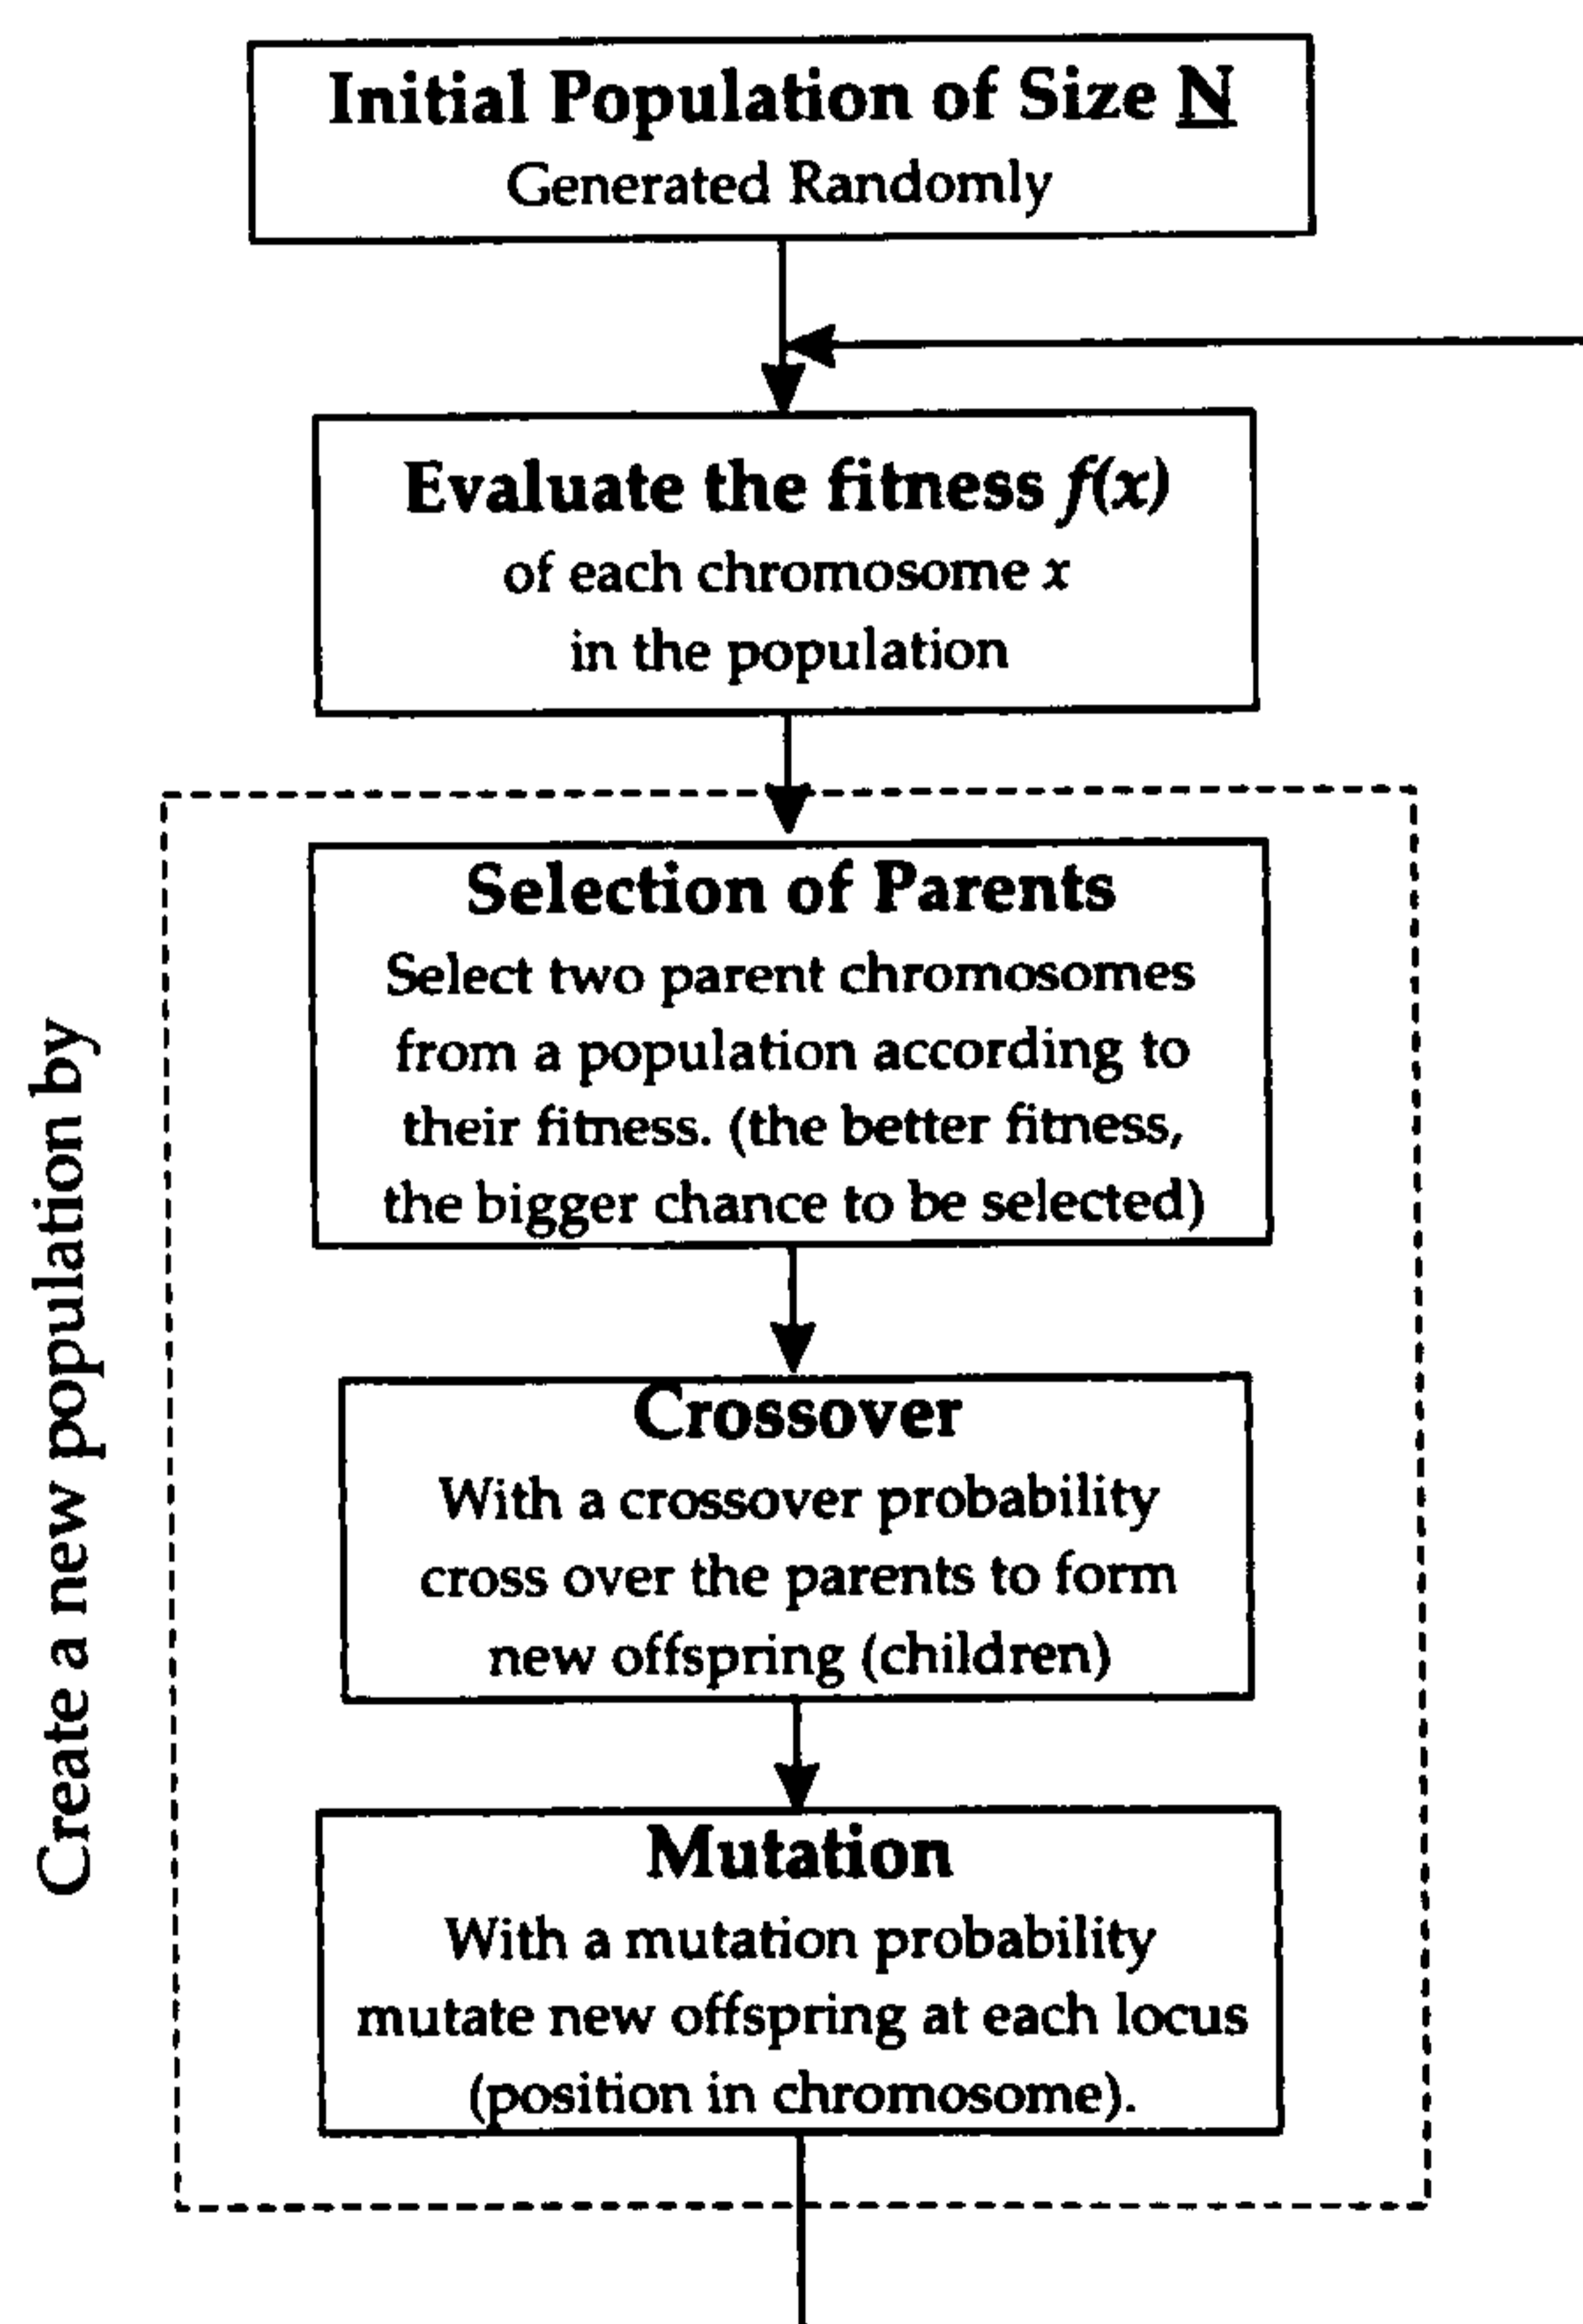 Initial Population of Size N
Generated Randomly
Evaluate the fitness f(x)
of each chromosome x
in the population
Create a new population by
Selection of Parents
Select two parent chromosomes
from a population according to
their fitness. (the better fitness,
the bigger chance to be selected)
Crossover
With a crossover probability
cross over the parents to form
new offspring (children)
Mutation
With a mutation probability
mutate new offspring at each locus
(position in chromosome).